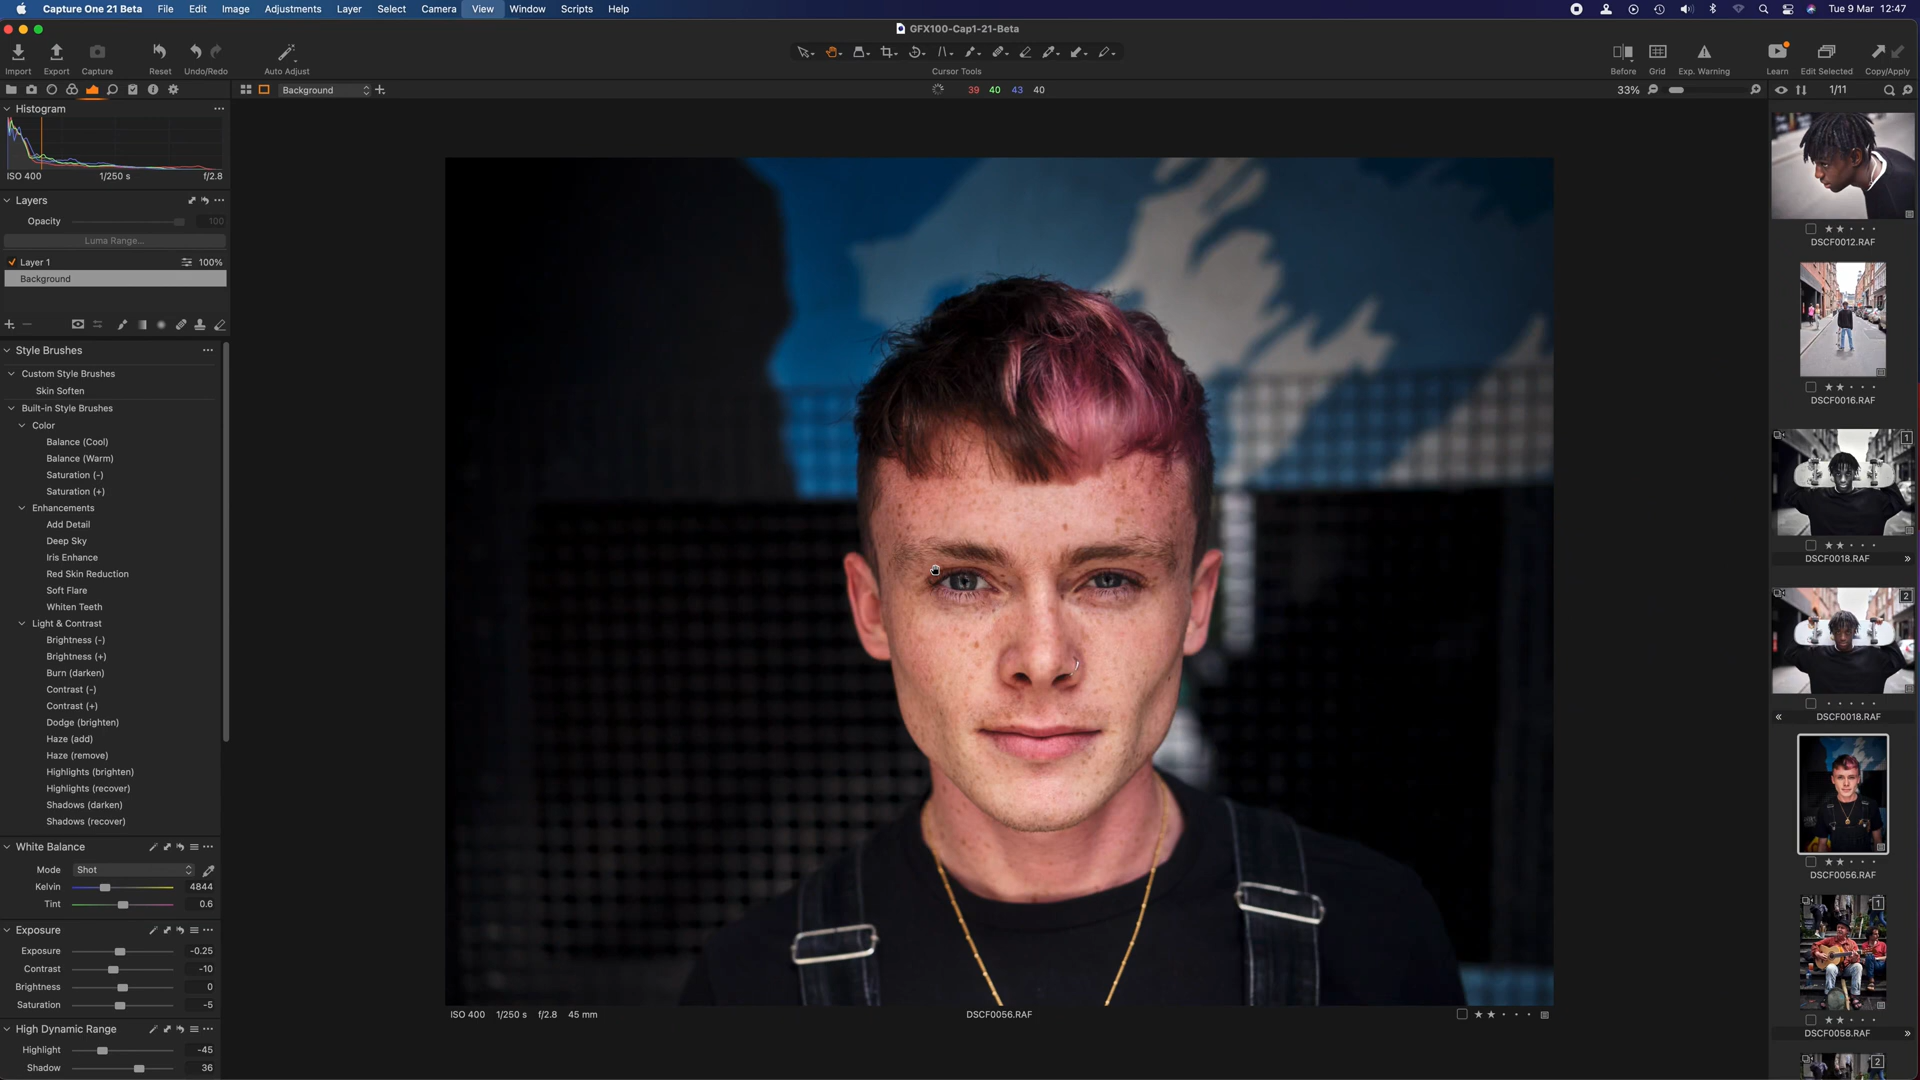 Capture One 21 Beta File Edit Image Adjustments Layer Select Camera View Window Scripts Help Tue 9 Mar 12:47
GFX100-Cap1-21-Beta
Import Export Capture Reset Undo/Redo Auto Adjust Cursor Tools Before Grid Exp. Warning Learn Edit Selected Copy/Apply
Background 39 40 43 40 33% 1/11
Histogram
ISO 400 1/250 s f/2.8
Layers
Opacity 100
Luma Range...
Layer 1 100%
Background
Style Brushes
Custom Style Brushes
Skin Soften
Built-in Style Brushes
Color
Balance (Cool)
Balance (Warm)
Saturation (-)
Saturation (+)
Enhancements
Add Detail
Deep Sky
Iris Enhance
Red Skin Reduction
Soft Flare
Whiten Teeth
Light & Contrast
Brightness (-)
Brightness (+)
Burn (darken)
Contrast (-)
Contrast (+)
Dodge (brighten)
Haze (add)
Haze (remove)
Highlights (brighten)
Highlights (recover)
Shadows (darken)
Shadows (recover)
White Balance
Mode Shot
Kelvin 4844
Tint 0.6
Exposure
Exposure -0.25
Contrast -10
Brightness 0
Saturation -5
High Dynamic Range
Highlight -45
Shadow 36
ISO 400 1/250 s f/2.8 45 mm DSCF0056.RAF
DSCF0012.RAF
DSCF0016.RAF
1
DSCF0018.RAF
2
DSCF0018.RAF
DSCF0056.RAF
1
DSCF0058.RAF
2